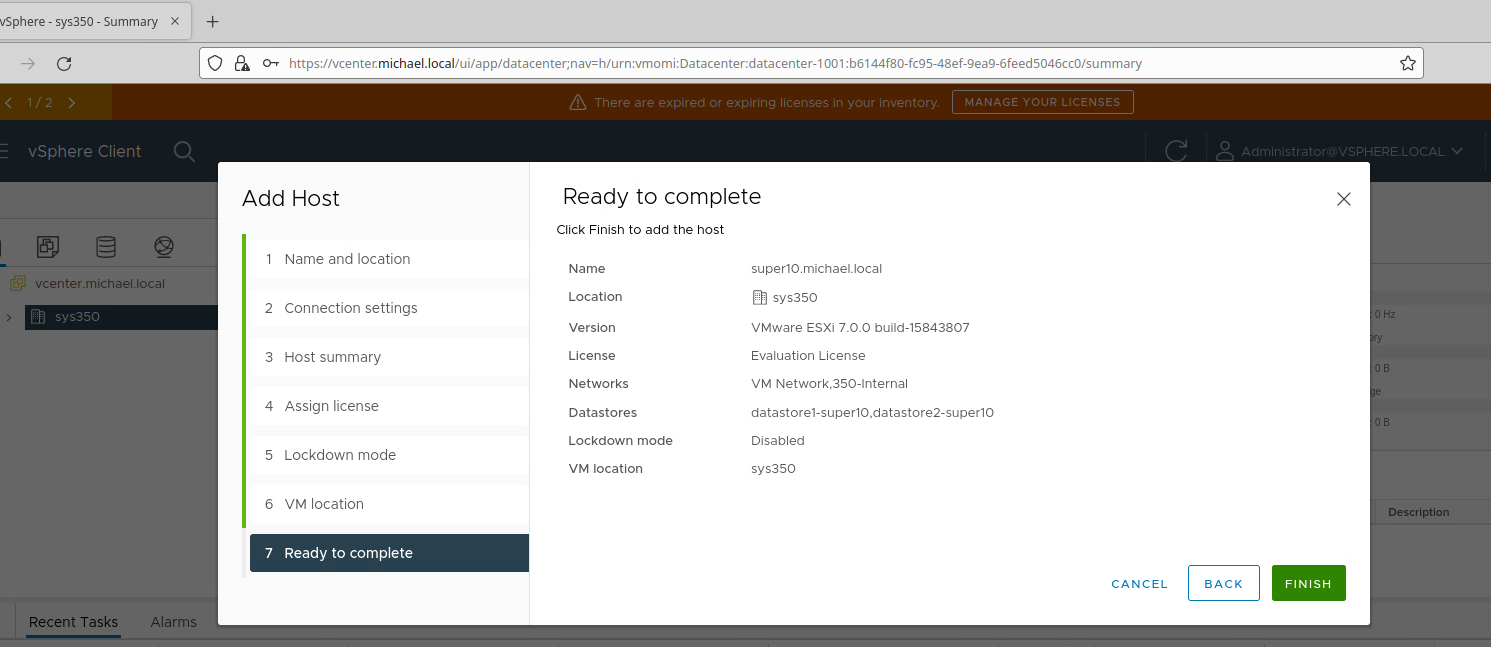 vSphere - sys350 - Summary
https://vcenter.michael.local/ui/app/datacenter;nav=h/urn:vmomi:Datacenter:datacenter-1001:b6144f80-fc95-48ef-9ea9-6feed5046cc0/summary
1 / 2
There are expired or expiring licenses in your inventory.
MANAGE YOUR LICENSES
vSphere Client
Administrator@VSPHERE.LOCAL
vcenter.michael.local
sys350
Add Host
1 Name and location
2 Connection settings
3 Host summary
4 Assign license
5 Lockdown mode
6 VM location
7 Ready to complete
Ready to complete
Click Finish to add the host
Name super10.michael.local
Location sys350
Version VMware ESXi 7.0.0 build-15843807
License Evaluation License
Networks VM Network,350-Internal
Datastores datastore1-super10,datastore2-super10
Lockdown mode Disabled
VM location sys350
CANCEL
BACK
FINISH
: 0 Hz
: 0 B
: 0 B
Description
Recent Tasks
Alarms